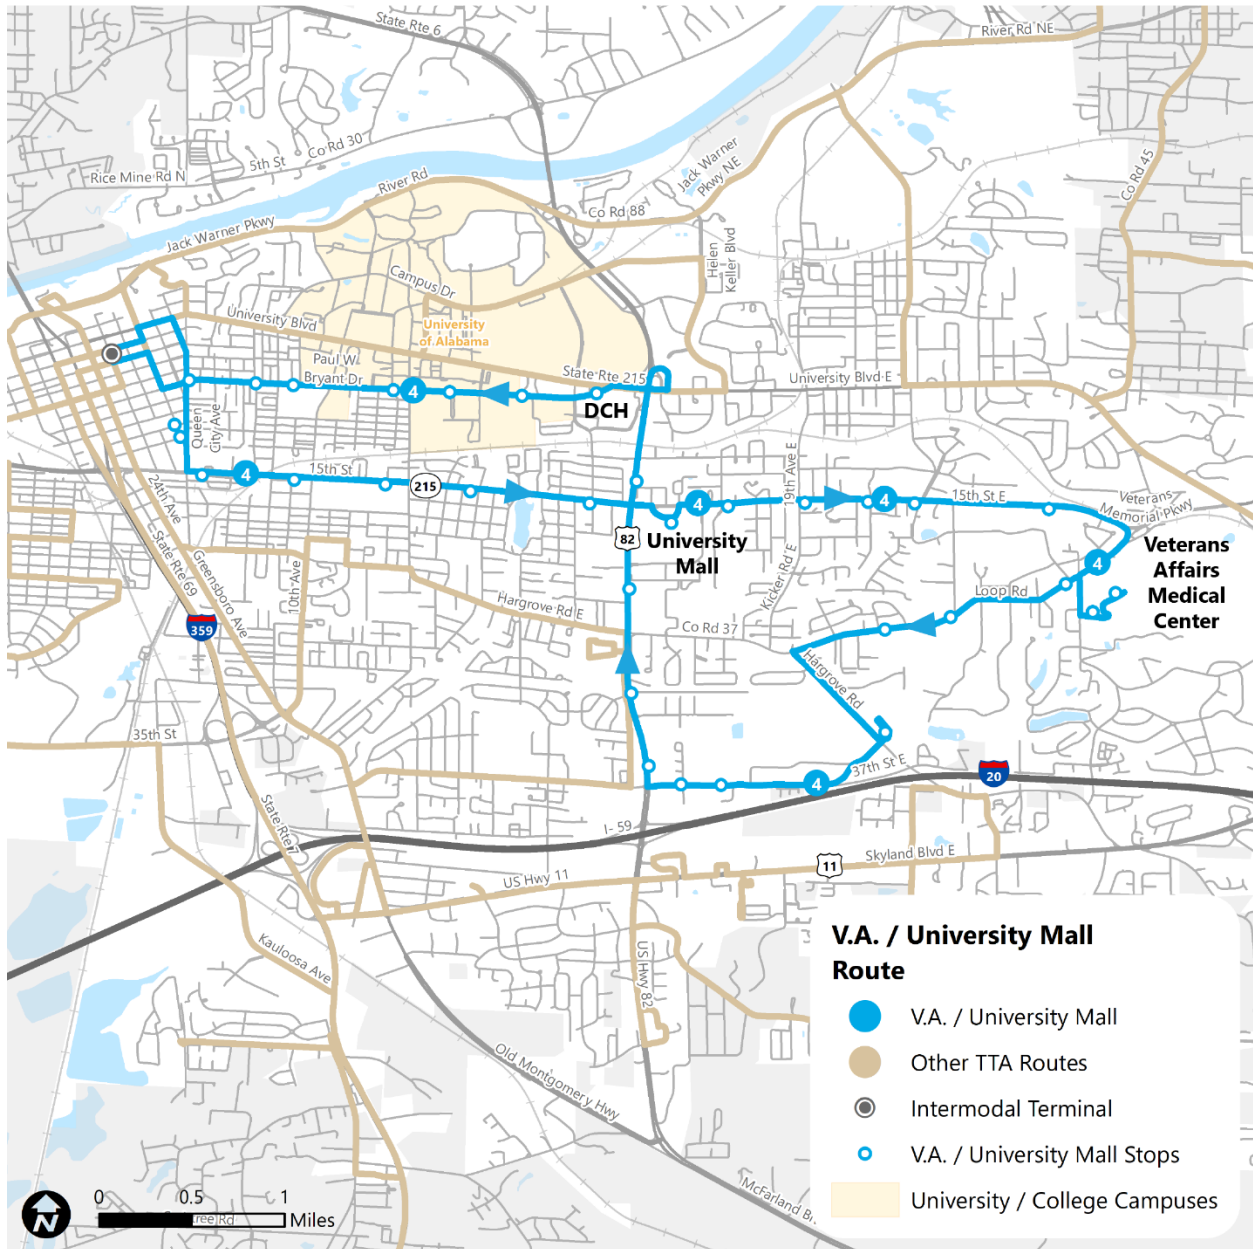 State Rte 6
River Rd NE
Co Rd 30
5th St
Rice Mine Rd N
Jack Warner
Pkwy NE
Co Rd 45
River Rd
Co Rd 88
Jack Warner Pkwy
Helen
Keller Blvd
Campus Dr
University Blvd
University
of Alabama
Paul W.
Bryant Dr
State Rte 215
University Blvd E
DCH
4
Queen
City Ave
15th St
4
215
4
19th Ave E
4
15th St E
Veterans
Memorial Pkwy
24th Ave
82
University
Mall
Veterans
Affairs
Medical
Center
4
State Rte 69
Greensboro Ave
10th Ave
Hargrove Rd E
Kicker Rd E
Loop Rd
Co Rd 37
359
Hargrove Rd
35th St
37th St E
4
20
State Rte 7
I- 59
Skyland Blvd E
11
US Hwy 11
Kauloosa Ave
US Hwy 82
Old Montgomery Hwy
McFarland B
V.A. / University Mall
Route
V.A. / University Mall
Other TTA Routes
Intermodal Terminal
V.A. / University Mall Stops
University / College Campuses
N
0 0.5 1
Miles
ree Rd